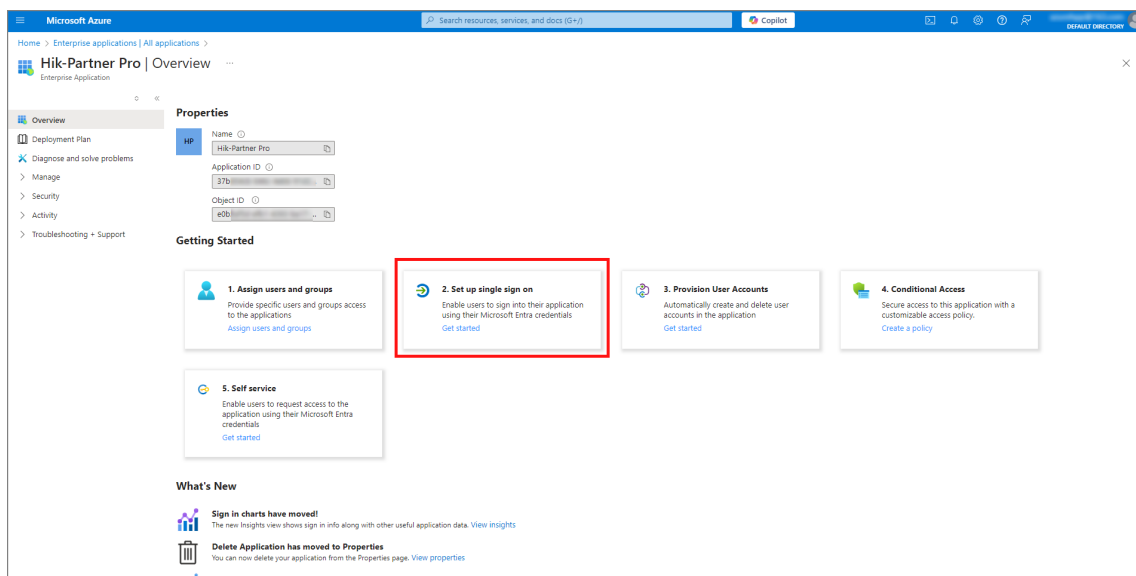 Microsoft Azure
Search resources, services, and docs (G+/)
Copilot
DEFAULT DIRECTORY
Home > Enterprise applications | All applications >
Hik-Partner Pro | Overview ...
Enterprise Application
Overview
Deployment Plan
Diagnose and solve problems
Manage
Security
Activity
Troubleshooting + Support
Properties
HP
Name
Hik-Partner Pro
Application ID
37b
Object ID
e0b
Getting Started
1. Assign users and groups
Provide specific users and groups access
to the applications
Assign users and groups
2. Set up single sign on
Enable users to sign into their application
using their Microsoft Entra credentials
Get started
3. Provision User Accounts
Automatically create and delete user
accounts in the application
Get started
4. Conditional Access
Secure access to this application with a
customizable access policy.
Create a policy
5. Self service
Enable users to request access to the
application using their Microsoft Entra
credentials
Get started
What's New
Sign in charts have moved!
The new Insights view shows sign in info along with other useful application data. View insights
Delete Application has moved to Properties
You can now delete your application from the Properties page. View properties